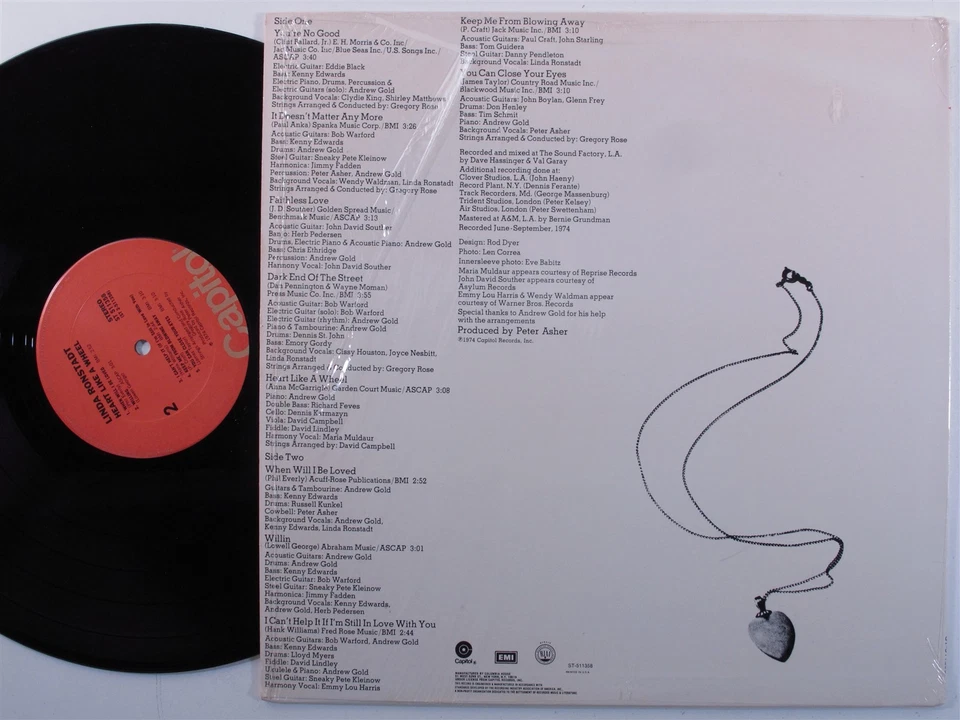 Side One
You're No Good
(Clint Ballard, Jr.) E. H. Morris & Co. Inc/
Jac Music Co. Inc/Blue Seas Inc./U.S. Songs Inc./
ASCAP 3:40
Electric Guitar: Eddie Black
Bass: Kenny Edwards
Electric Piano, Drums, Percussion &
Electric Guitars (solo): Andrew Gold
Background Vocals: Clydie King, Shirley Matthews
Strings Arranged & Conducted by: Gregory Rose
It Doesn't Matter Any More
(Paul Anka) Spanka Music Corp./BMI 3:26
Acoustic Guitars: Bob Warford
Bass: Kenny Edwards
Drums: Andrew Gold
Steel Guitar: Sneaky Pete Kleinow
Harmonica: Jimmy Fadden
Percussion: Peter Asher, Andrew Gold
Background Vocals: Wendy Waldman, Linda Ronstadt
Strings Arranged & Conducted by: Gregory Rose
Faithless Love
(J. D. Souther) Golden Spread Music/
Benchmark Music/ASCAP 3:13
Acoustic Guitar: John David Souther
Banjo: Herb Pedersen
Drums, Electric Piano & Acoustic Piano: Andrew Gold
Bass: Chris Ethridge
Percussion: Andrew Gold
Harmony Vocal: John David Souther
Dark End Of The Street
(Dan Pennington & Wayne Moman)
Press Music Co. Inc./BMI 3:55
Acoustic Guitar: Bob Warford
Electric Guitar (solo): Bob Warford
Electric Guitar (rhythm): Andrew Gold
Piano & Tambourine: Andrew Gold
Drums: Dennis St. John
Bass: Emory Gordy
Background Vocals: Cissy Houston, Joyce Nesbitt,
Linda Ronstadt
Strings Arranged & Conducted by: Gregory Rose
Heart Like A Wheel
(Anna McGarrigle) Garden Court Music/ASCAP 3:08
Piano: Andrew Gold
Double Bass: Richard Feves
Cello: Dennis Karmazyn
Viola: David Campbell
Fiddle: David Lindley
Harmony Vocal: Maria Muldaur
Strings Arranged by: David Campbell
Side Two
When Will I Be Loved
(Phil Everly) Acuff-Rose Publications/BMI 2:52
Guitars & Tambourine: Andrew Gold
Bass: Kenny Edwards
Drums: Russell Kunkel
Cowbell: Peter Asher
Background Vocals: Andrew Gold,
Kenny Edwards, Linda Ronstadt
Willin
(Lowell George) Abraham Music/ASCAP 3:01
Acoustic Guitars: Andrew Gold
Drums: Andrew Gold
Bass: Kenny Edwards
Electric Guitar: Bob Warford
Steel Guitar: Sneaky Pete Kleinow
Harmonica: Jimmy Fadden
Background Vocals: Kenny Edwards,
Andrew Gold, Herb Pedersen
I Can't Help It If I'm Still In Love With You
(Hank Williams) Fred Rose Music/BMI 2:44
Acoustic Guitars: Bob Warford, Andrew Gold
Bass: Kenny Edwards
Drums: Lloyd Myers
Fiddle: David Lindley
Ukulele & Piano: Andrew Gold
Steel Guitar: Sneaky Pete Kleinow
Harmony Vocal: Emmy Lou Harris
Keep Me From Blowing Away
(P. Craft) Jack Music Inc./BMI 3:10
Acoustic Guitars: Paul Craft, John Starling
Bass: Tom Guidera
Steel Guitar: Danny Pendleton
Background Vocals: Linda Ronstadt
You Can Close Your Eyes
(James Taylor) Country Road Music Inc./
Blackwood Music Inc./BMI 3:10
Acoustic Guitars: John Boylan, Glenn Frey
Drums: Don Henley
Bass: Tim Schmit
Piano: Andrew Gold
Background Vocals: Peter Asher
Strings Arranged & Conducted by: Gregory Rose
Recorded and mixed at The Sound Factory, L.A.
by Dave Hassinger & Val Garay
Additional recording done at:
Clover Studios, L.A. (John Haeny)
Record Plant, N.Y. (Dennis Ferante)
Track Recorders, Md. (George Massenburg)
Trident Studios, London (Peter Kelsey)
Air Studios, London (Peter Swettenham)
Mastered at A&M, L.A. by Bernie Grundman
Recorded June-September, 1974
Design: Rod Dyer
Photo: Len Correa
Innersleeve photo: Eve Babitz
Maria Muldaur appears courtesy of Reprise Records
John David Souther appears courtesy of
Asylum Records
Emmy Lou Harris & Wendy Waldman appear
courtesy of Warner Bros. Records
Special thanks to Andrew Gold for his help
with the arrangements
Produced by Peter Asher
℗1974 Capitol Records, Inc.
Capitol
EMI
ST-511358
MANUFACTURED BY COLUMBIA HOUSE
Capitol
STEREO
2
LINDA RONSTADT
HEART LIKE A WHEEL